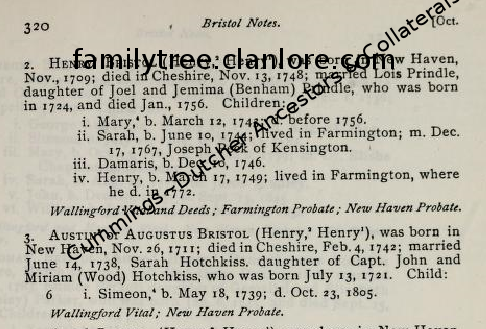 320 Bristol Notes. [Oct.
familytree.clanloe.com
2. HENRY BRISTOL (Henry, Henry), was born in New Haven,
Nov., 1709; died in Cheshire, Nov. 13, 1748; married Lois Prindle,
daughter of Joel and Jemima (Benham) Prindle, who was born
in 1724, and died Jan., 1756. Children:
i. Mary,⁴ b. March 12, before 1756.
ii. Sarah, b. June 10, 1744; lived in Farmington; m. Dec.
17, 1767, Joseph of Kensington.
iii. Damaris, b. Dec. 1746.
iv. Henry, b. March 17, 1749; lived in Farmington, where
he d. in 1772.
Wallingford Vital and Deeds; Farmington Probate; New Haven Probate.
Cummings ~ Dutcher Ancestors & Collaterals
3. AUSTIN or AUGUSTUS BRISTOL (Henry,² Henry¹), was born in
New Haven, Nov. 26, 1711; died in Cheshire, Feb. 4, 1742; married
June 14, 1738, Sarah Hotchkiss. daughter of Capt. John and
Miriam (Wood) Hotchkiss, who was born July 13, 1721. Child:
6 i. Simeon,⁴ b. May 18, 1739; d. Oct. 23, 1805.
Wallingford Vital; New Haven Probate.